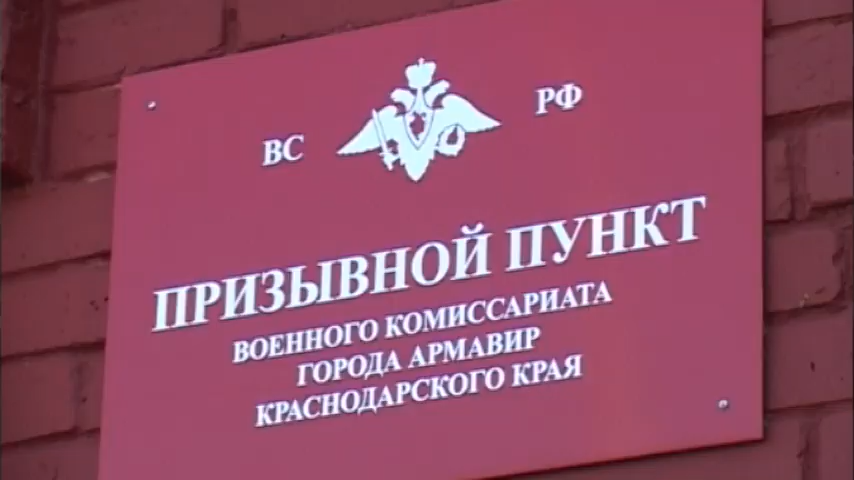 ВС РФ
ПРИЗЫВНОЙ ПУНКТ
ВОЕННОГО КОМИССАРИАТА
ГОРОДА АРМАВИР
КРАСНОДАРСКОГО КРАЯ